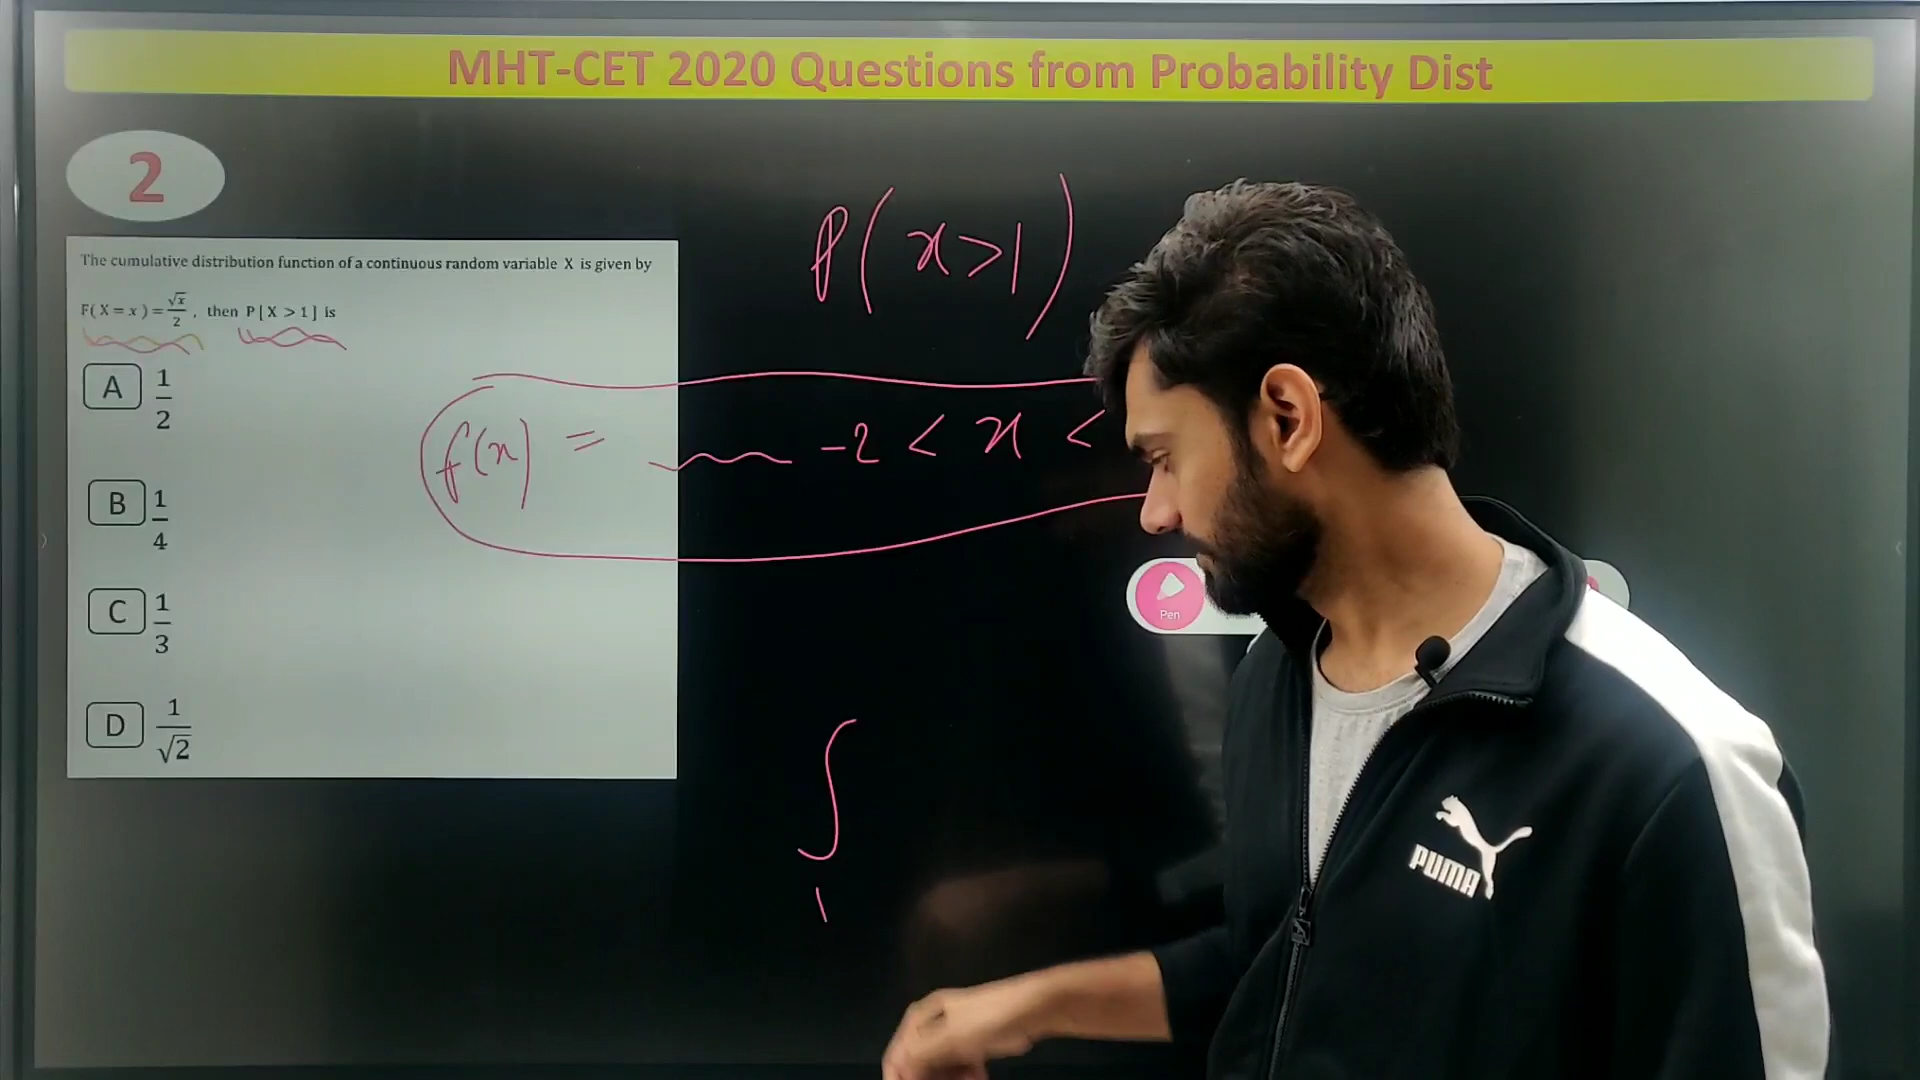 MHT-CET 2020 Questions from Probability Dist
2
The cumulative distribution function of a continuous random variable X is given by
F(X=x)=√x/2, then P[X>1] is
A 1/2
B 1/4
C 1/3
D 1/√2
P(x>1)
f(x) = -2 < x <
∫
1
Pen
PUMA